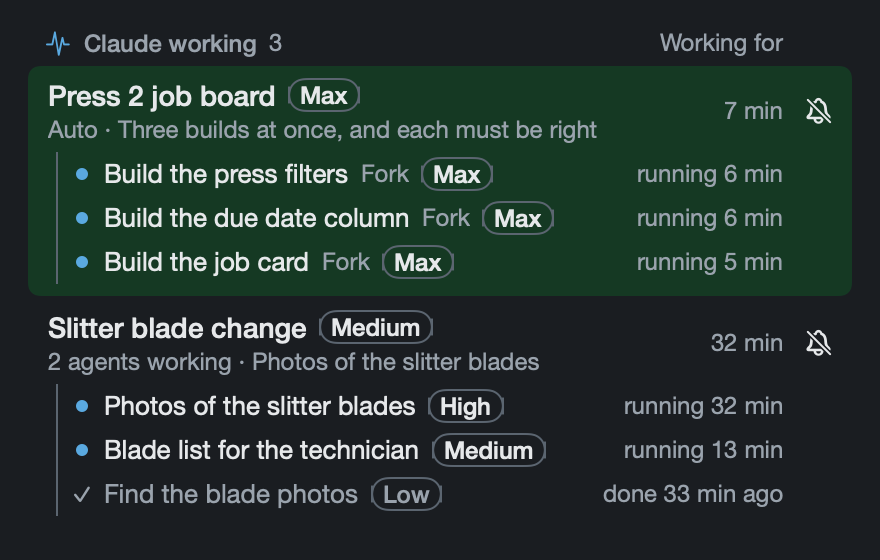 Claude working 3 Working for
Press 2 job board Max
7 min
Auto · Three builds at once, and each must be right
Build the press filters Fork Max running 6 min
Build the due date column Fork Max running 6 min
Build the job card Fork Max running 5 min
Slitter blade change Medium
32 min
2 agents working · Photos of the slitter blades
Photos of the slitter blades High running 32 min
Blade list for the technician Medium running 13 min
Find the blade photos Low done 33 min ago